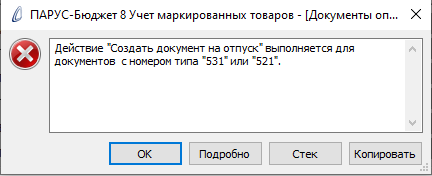 ПАРУС-Бюджет 8 Учет маркированных товаров - [Документы оп...
Действие "Создать документ на отпуск" выполняется для
документов с номером типа "531" или "521".
ОК
Подробно
Стек
Копировать